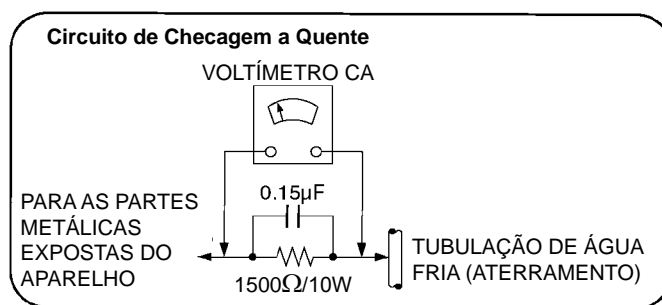 Circuito de Checagem a Quente
VOLTÍMETRO CA
0.15µF
PARA AS PARTES
METÁLICAS
EXPOSTAS DO
APARELHO
1500Ω/10W
TUBULAÇÃO DE ÁGUA
FRIA (ATERRAMENTO)